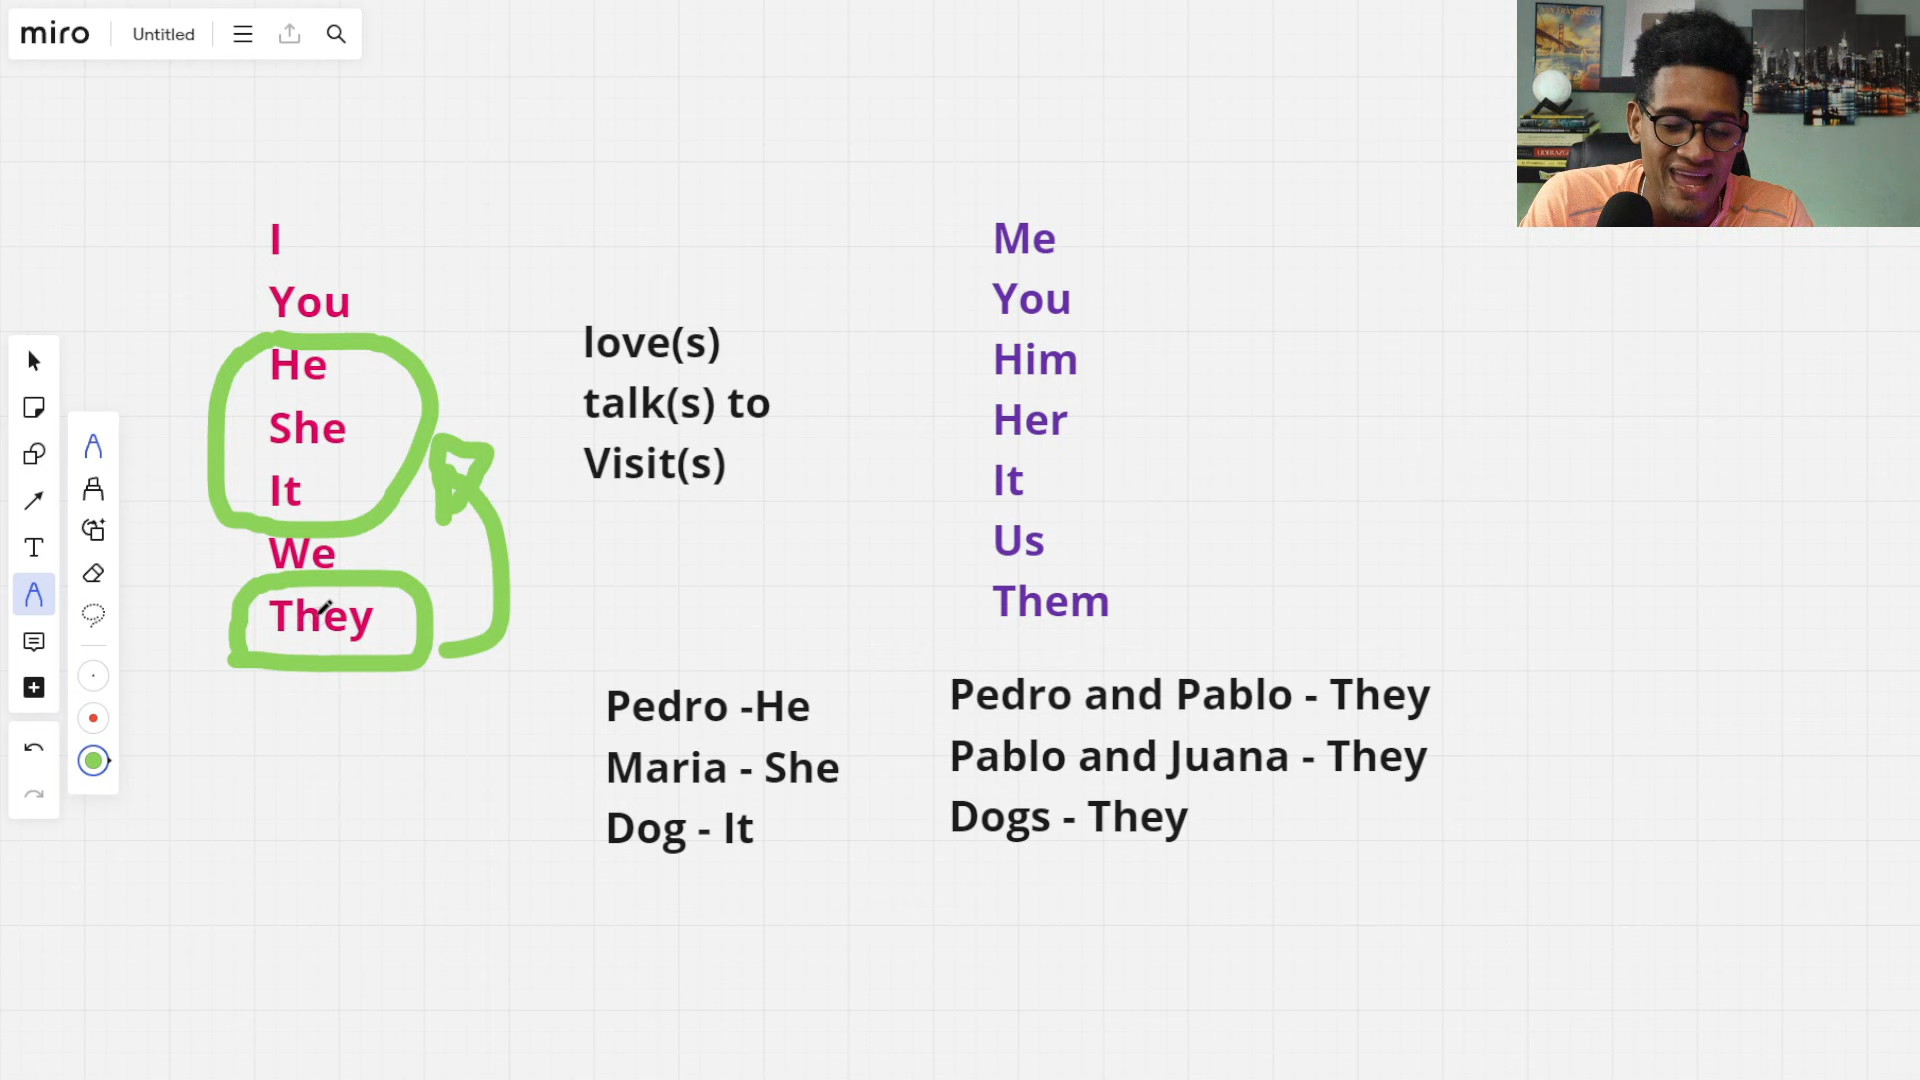 miro
Untitled
I
You
He
She
It
We
They
love(s)
talk(s) to
Visit(s)
Me
You
Him
Her
It
Us
Them
Pedro -He
Maria - She
Dog - It
Pedro and Pablo - They
Pablo and Juana - They
Dogs - They